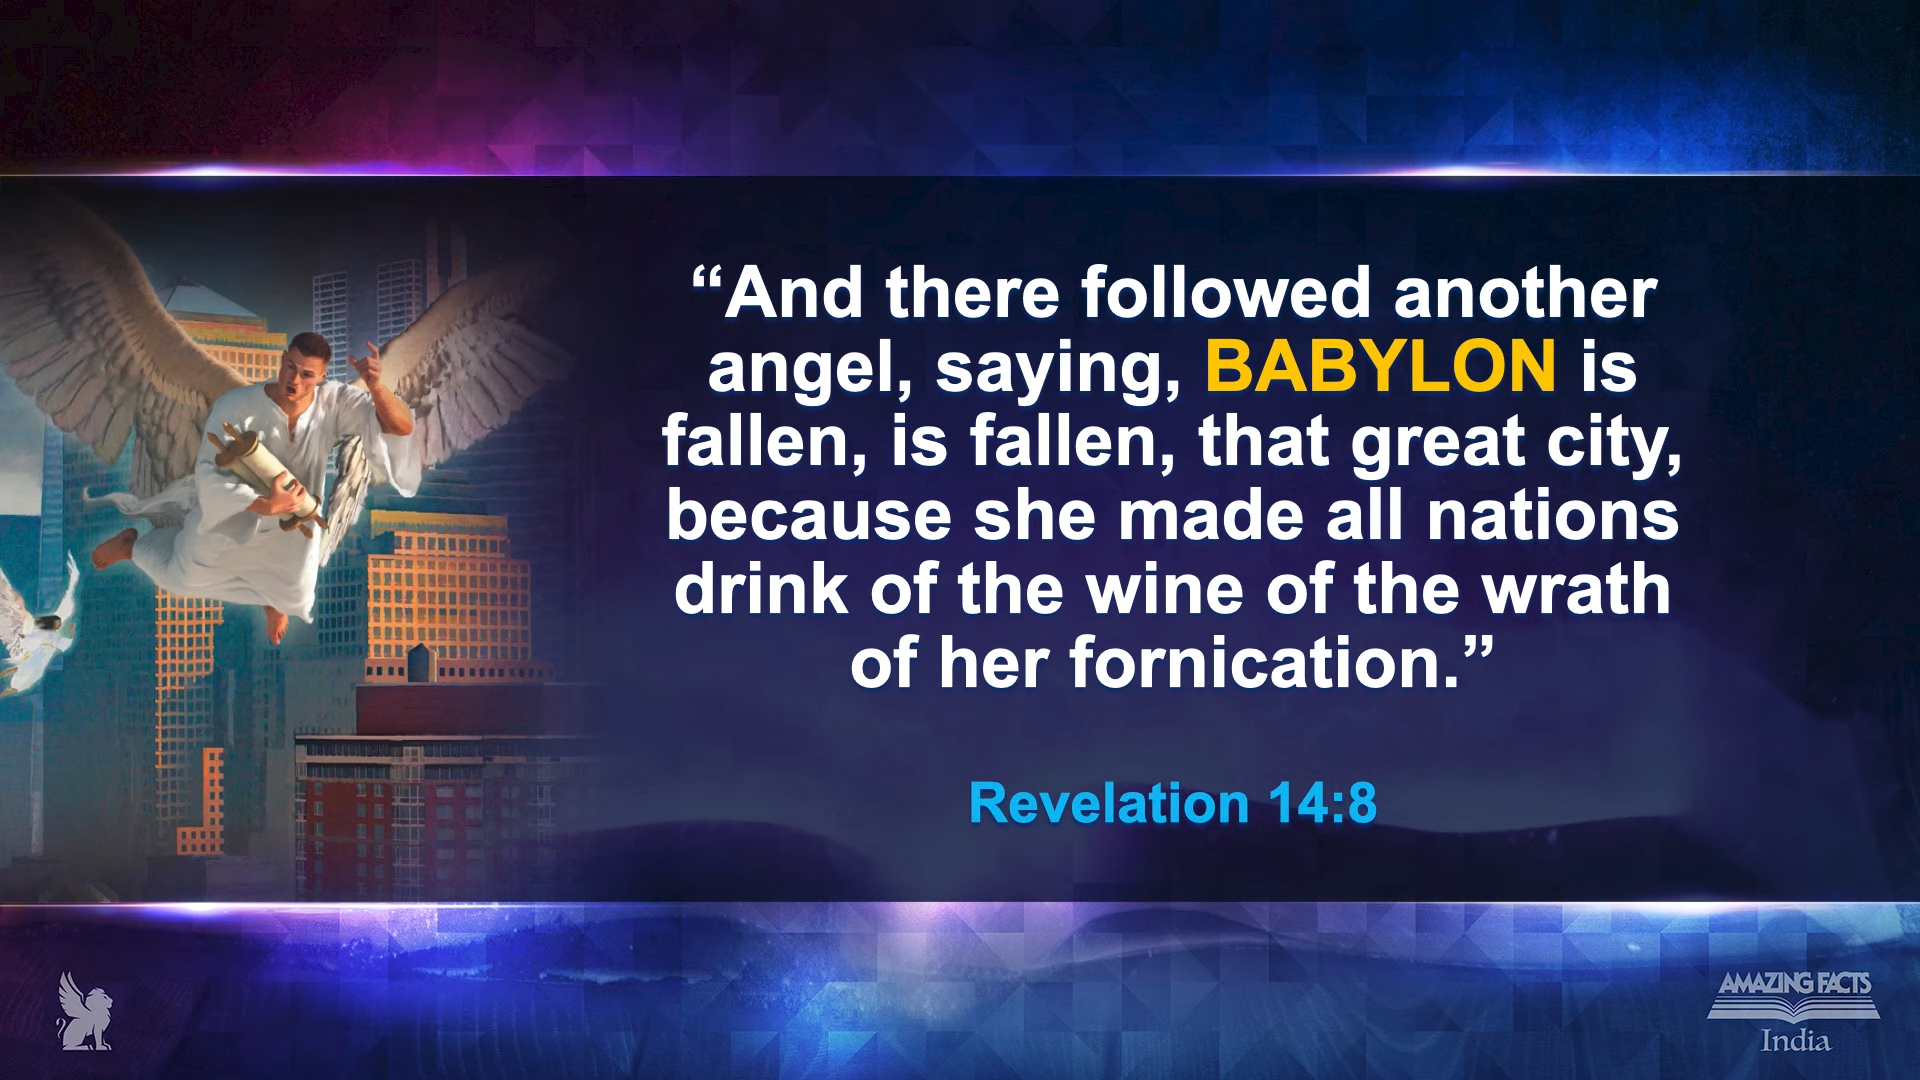 “And there followed another
angel, saying, BABYLON is
fallen, is fallen, that great city,
because she made all nations
drink of the wine of the wrath
of her fornication.”
Revelation 14:8
AMAZING FACTS
India